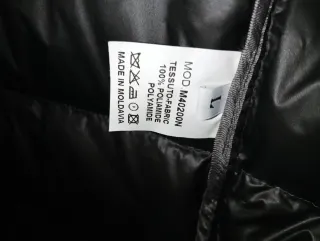 MOD M40200N
TESSUTO-FABRIC
100% POLIAMIDE
POLYAMIDE
MADE IN MOLDAVIA
L